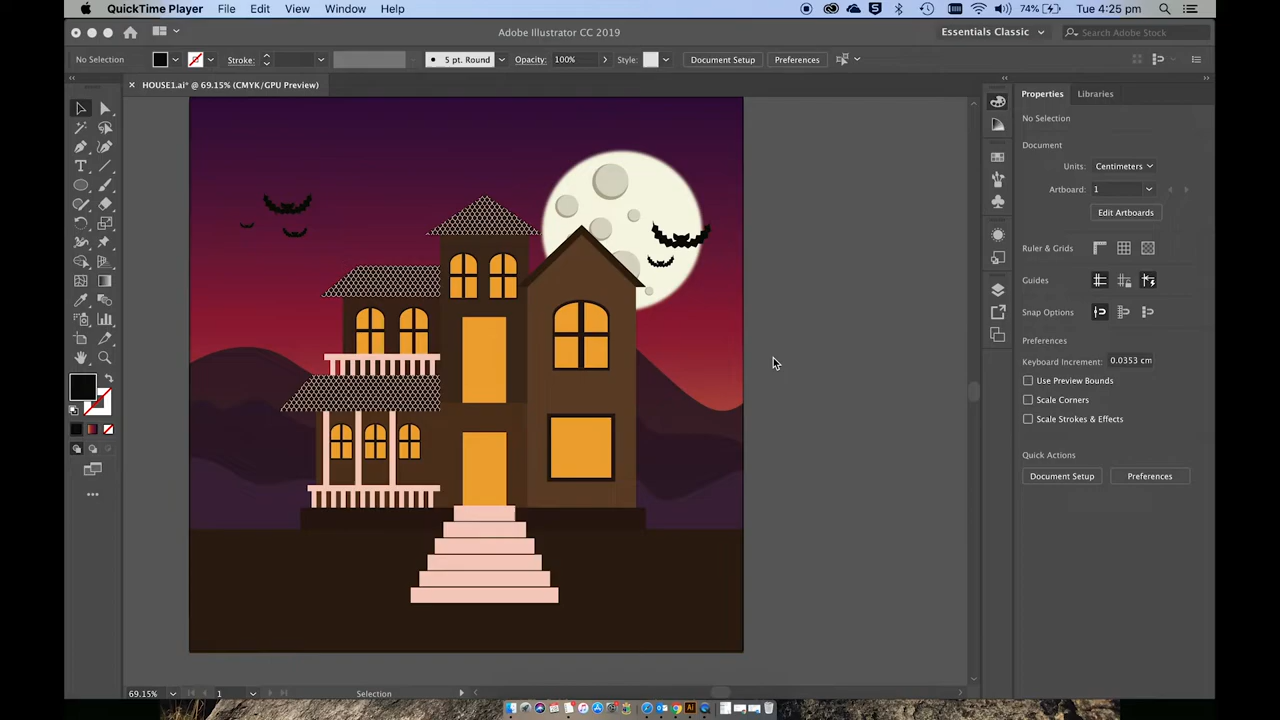 QuickTime Player File Edit View Window Help 74% Tue 4:25 pm
Adobe Illustrator CC 2019 Essentials Classic Search Adobe Stock
No Selection Stroke: 5 pt. Round Opacity: 100% Style: Document Setup Preferences
HOUSE1.ai* @ 69.15% (CMYK/GPU Preview)
Properties Libraries
No Selection
Document
Units: Centimeters
Artboard: 1
Edit Artboards
Ruler & Grids
Guides
Snap Options
Preferences
Keyboard Increment: 0.0353 cm
Use Preview Bounds
Scale Corners
Scale Strokes & Effects
Quick Actions
Document Setup Preferences
69.15% 1 Selection